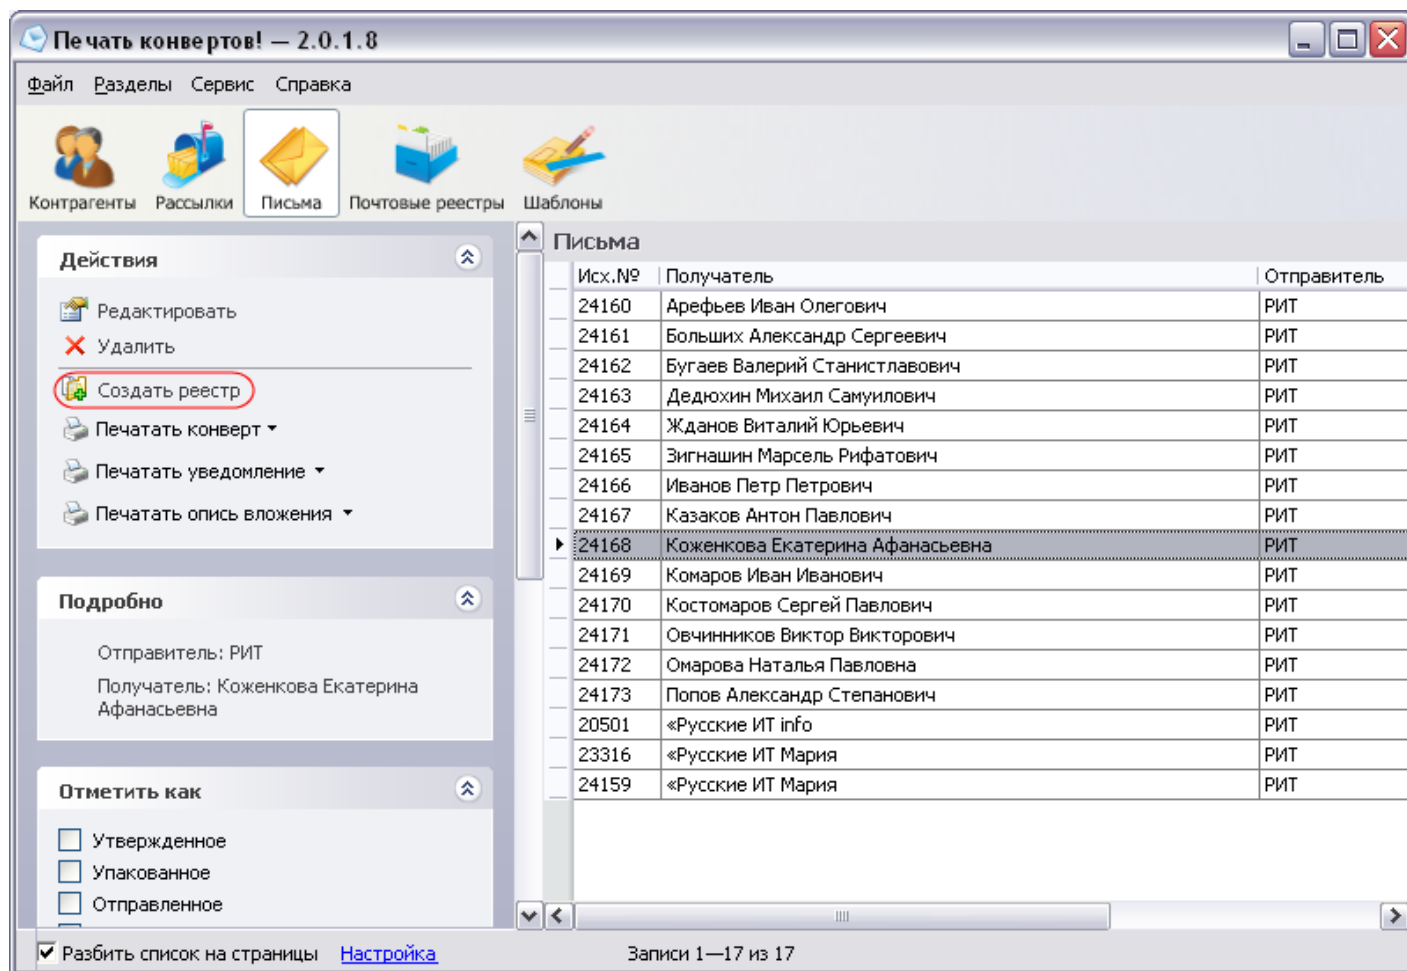 Печать конвертов! — 2.0.1.8
Файл Разделы Сервис Справка
Контрагенты Рассылки Письма Почтовые реестры Шаблоны
Действия
Редактировать
Удалить
Создать реестр
Печатать конверт
Печатать уведомление
Печатать опись вложения
Подробно
Отправитель: РИТ
Получатель: Коженкова Екатерина
Афанасьевна
Отметить как
Утвержденное
Упакованное
Отправленное
Письма
Исх.№ Получатель Отправитель
24160 Арефьев Иван Олегович РИТ
24161 Больших Александр Сергеевич РИТ
24162 Бугаев Валерий Станистлавович РИТ
24163 Дедюхин Михаил Самуилович РИТ
24164 Жданов Виталий Юрьевич РИТ
24165 Зигнашин Марсель Рифатович РИТ
24166 Иванов Петр Петрович РИТ
24167 Казаков Антон Павлович РИТ
24168 Коженкова Екатерина Афанасьевна РИТ
24169 Комаров Иван Иванович РИТ
24170 Костомаров Сергей Павлович РИТ
24171 Овчинников Виктор Викторович РИТ
24172 Омарова Наталья Павловна РИТ
24173 Попов Александр Степанович РИТ
20501 «Русские ИТ info РИТ
23316 «Русские ИТ Мария РИТ
24159 «Русские ИТ Мария РИТ
Разбить список на страницы Настройка Записи 1—17 из 17